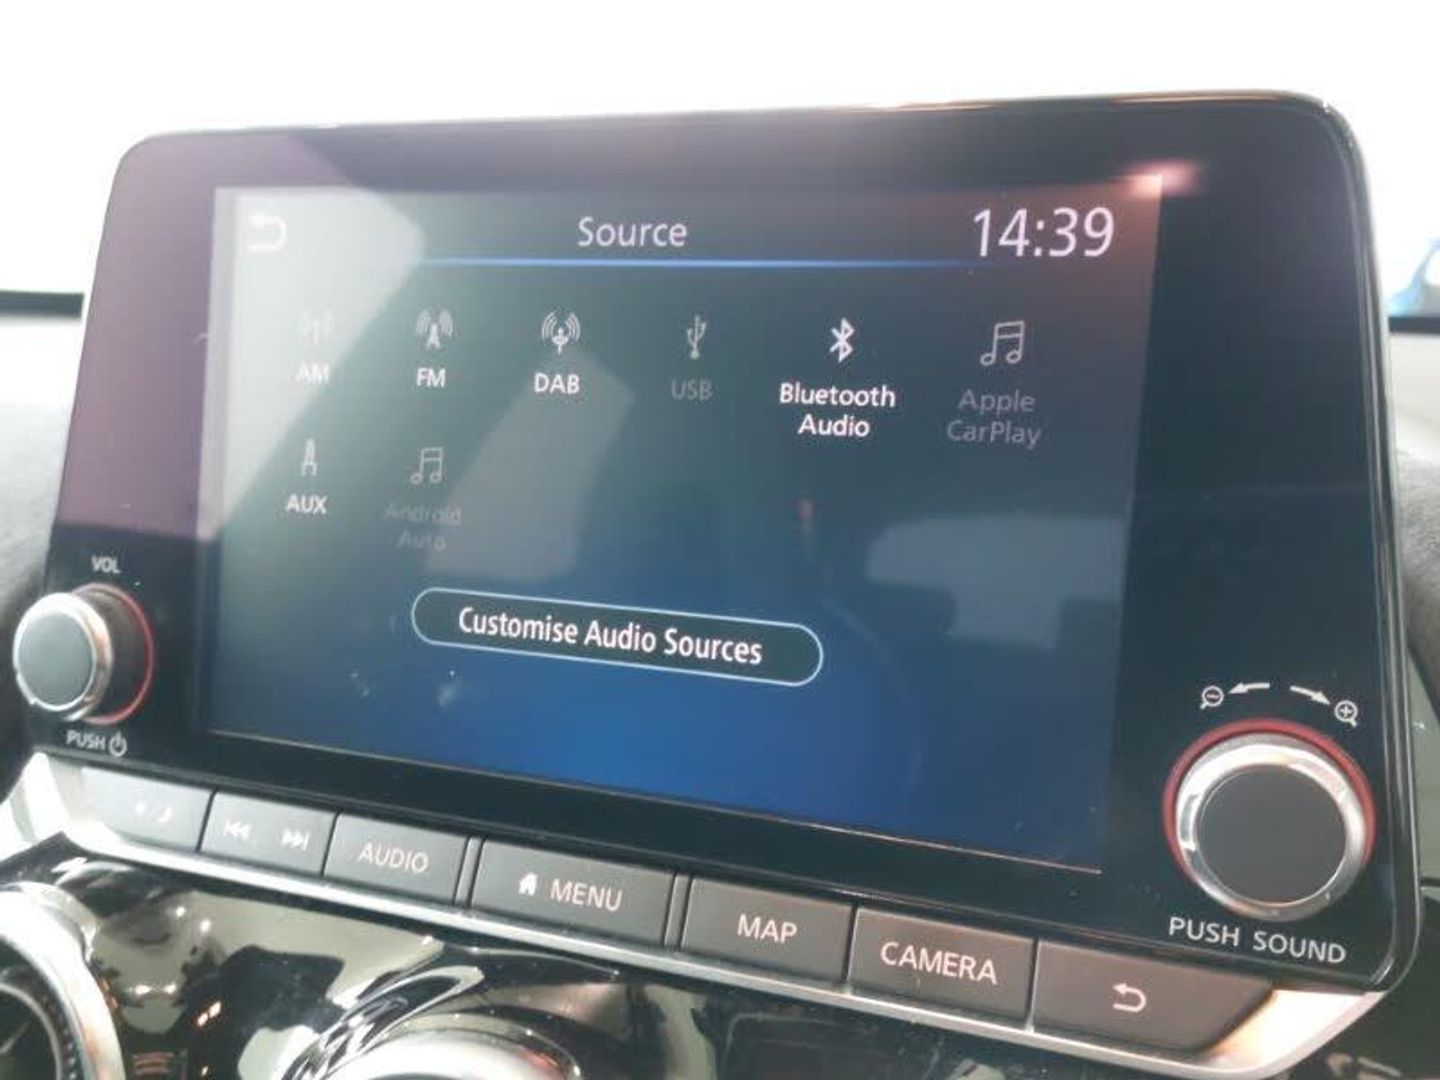 Source
14:39
AM
FM
DAB
USB
Bluetooth
Audio
Apple
CarPlay
AUX
Android
Auto
Customise Audio Sources
VOL
PUSH
AUDIO
MENU
MAP
CAMERA
PUSH SOUND